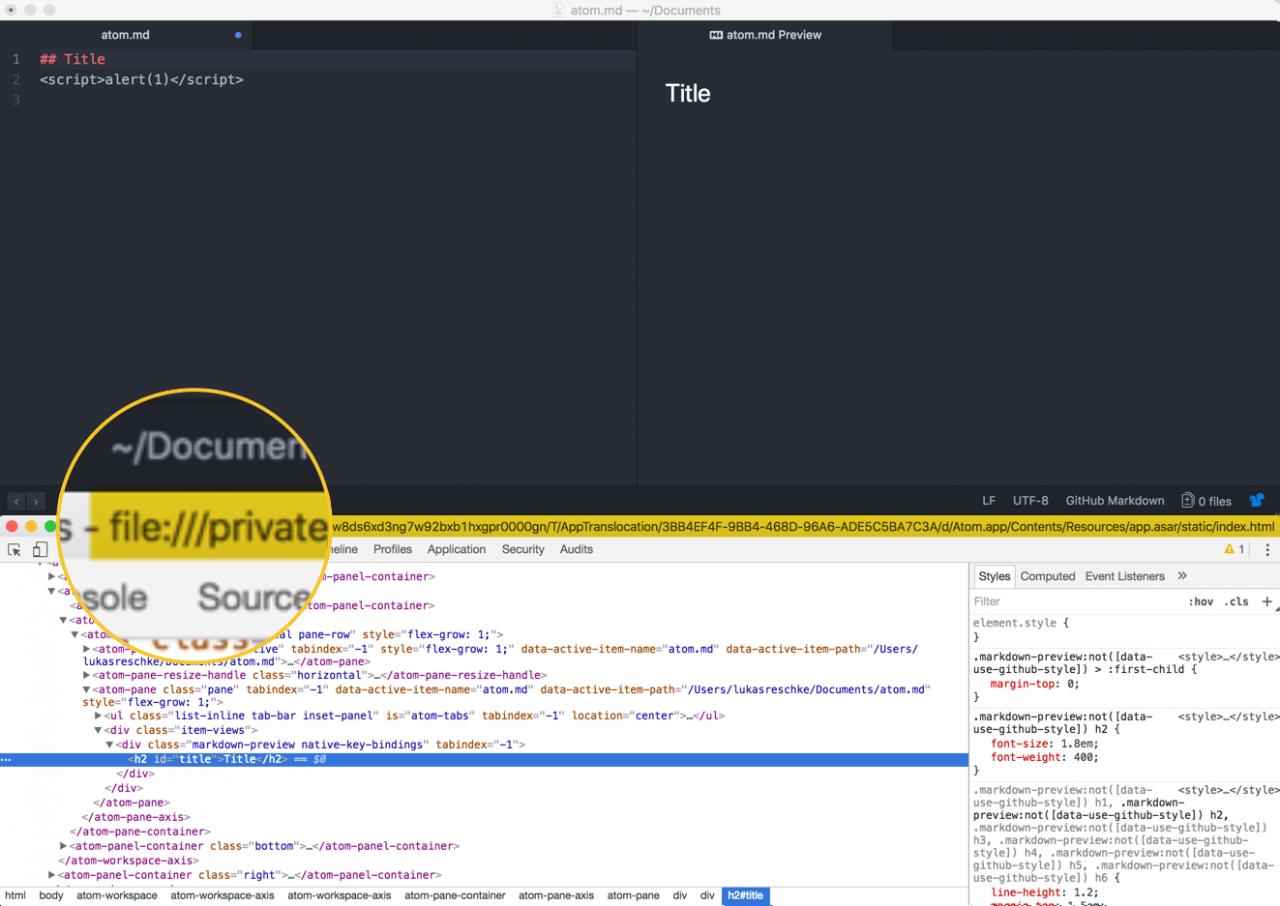 atom.md — ~/Documents
atom.md
atom.md Preview
1 ## Title
2 <script>alert(1)</script>
3
Title
LF UTF-8 GitHub Markdown 0 files
~/Documen
s - file:///private w8ds6xd3ng7w92bxb1hxgpr0000gn/T/AppTranslocation/3BB4EF4F-9BB4-468D-96A6-ADE5C5BA7C3A/d/Atom.app/Contents/Resources/app.asar/static/index.html
sole Source
eline Profiles Application Security Audits 1
m-panel-container>
tom-panel-container>
<ato
<atom al pane-row" style="flex-grow: 1;">
<atom-p ctive" tabindex="-1" style="flex-grow: 1;" data-active-item-name="atom.md" data-active-item-path="/Users/
lukasreschke/Documents/atom.md">…</atom-pane>
<atom-pane-resize-handle class="horizontal">…</atom-pane-resize-handle>
<atom-pane class="pane" tabindex="-1" data-active-item-name="atom.md" data-active-item-path="/Users/lukasreschke/Documents/atom.md"
style="flex-grow: 1;">
<ul class="list-inline tab-bar inset-panel" is="atom-tabs" tabindex="-1" location="center">…</ul>
<div class="item-views">
<div class="markdown-preview native-key-bindings" tabindex="-1">
… <h2 id="title">Title</h2> == $0
</div>
</div>
</atom-pane>
</atom-pane-axis>
</atom-pane-container>
<atom-panel-container class="bottom">…</atom-panel-container>
</atom-workspace-axis>
<atom-panel-container class="right">…</atom-panel-container>
html body atom-workspace atom-workspace-axis atom-workspace-axis atom-pane-container atom-pane-axis atom-pane div div h2#title
Styles Computed Event Listeners »
Filter :hov .cls +
element.style {
}
.markdown-preview:not([data- <style>…</style>
use-github-style]) > :first-child {
margin-top: 0;
}
.markdown-preview:not([data- <style>…</style>
use-github-style]) h2 {
font-size: 1.8em;
font-weight: 400;
}
.markdown-preview:not([data- <style>…</style>
use-github-style]) h1, .markdown-
preview:not([data-use-github-style]) h2,
.markdown-preview:not([data-use-github-style])
h3, .markdown-preview:not([data-use-github-
style]) h4, .markdown-preview:not([data-use-
github-style]) h5, .markdown-preview:not([data-
use-github-style]) h6 {
line-height: 1.2;